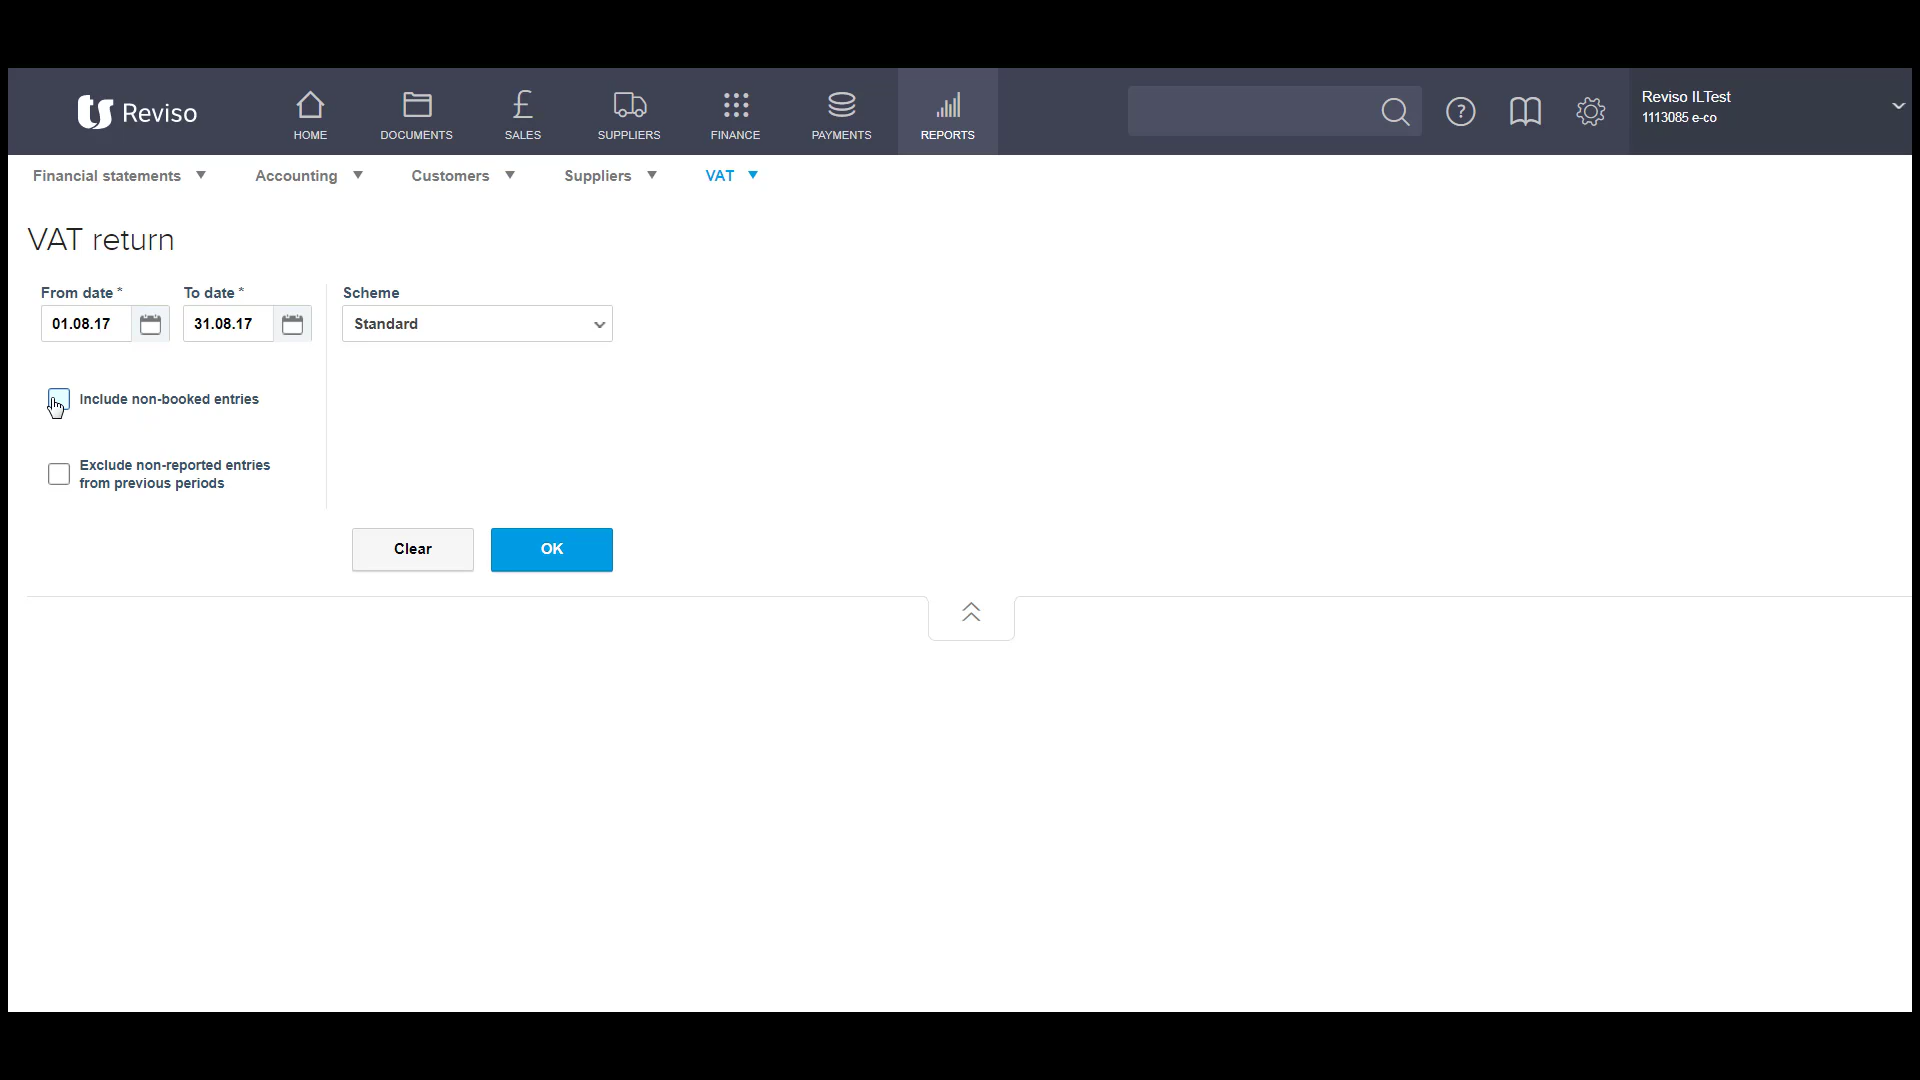 Reviso
HOME
DOCUMENTS
£
SALES
SUPPLIERS
FINANCE
PAYMENTS
REPORTS
?
Reviso ILTest
1113085 e-co
Financial statements
Accounting
Customers
Suppliers
VAT
VAT return
From date *
To date *
Scheme
01.08.17
31.08.17
Standard
Include non-booked entries
Exclude non-reported entries
from previous periods
Clear
OK